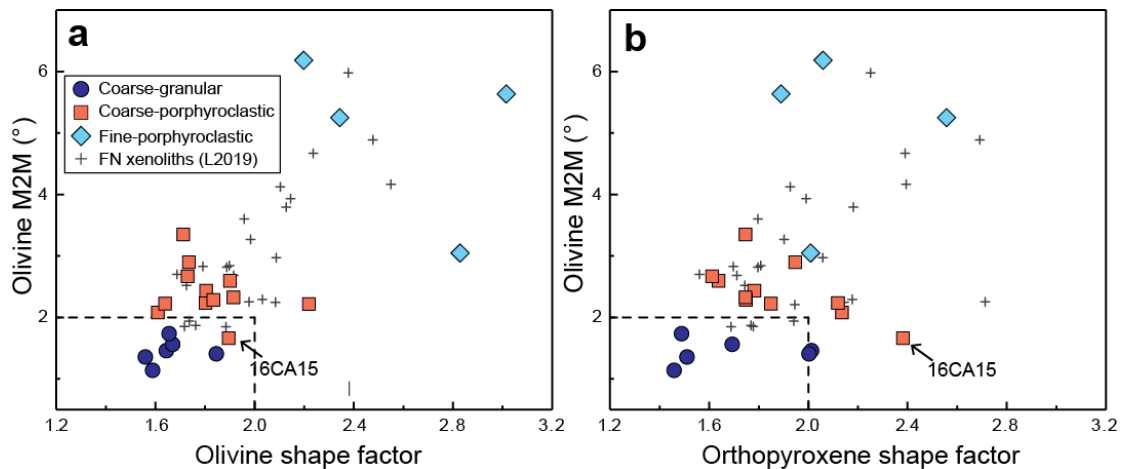 a
Olivine M2M (°)
6
4
2
Coarse-granular
Coarse-porphyroclastic
Fine-porphyroclastic
FN xenoliths (L2019)
16CA15
1.2 1.6 2.0 2.4 2.8 3.2
Olivine shape factor
b
Olivine M2M (°)
6
4
2
16CA15
1.2 1.6 2.0 2.4 2.8 3.2
Orthopyroxene shape factor